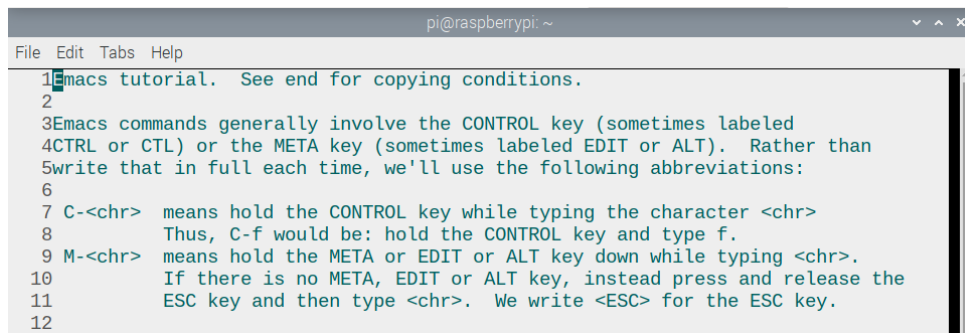 pi@raspberrypi: ~
File Edit Tabs Help
1Emacs tutorial.  See end for copying conditions.
2
3Emacs commands generally involve the CONTROL key (sometimes labeled
4CTRL or CTL) or the META key (sometimes labeled EDIT or ALT).  Rather than
5write that in full each time, we'll use the following abbreviations:
6
7 C-<chr>  means hold the CONTROL key while typing the character <chr>
8          Thus, C-f would be: hold the CONTROL key and type f.
9 M-<chr>  means hold the META or EDIT or ALT key down while typing <chr>.
10          If there is no META, EDIT or ALT key, instead press and release the
11          ESC key and then type <chr>.  We write <ESC> for the ESC key.
12